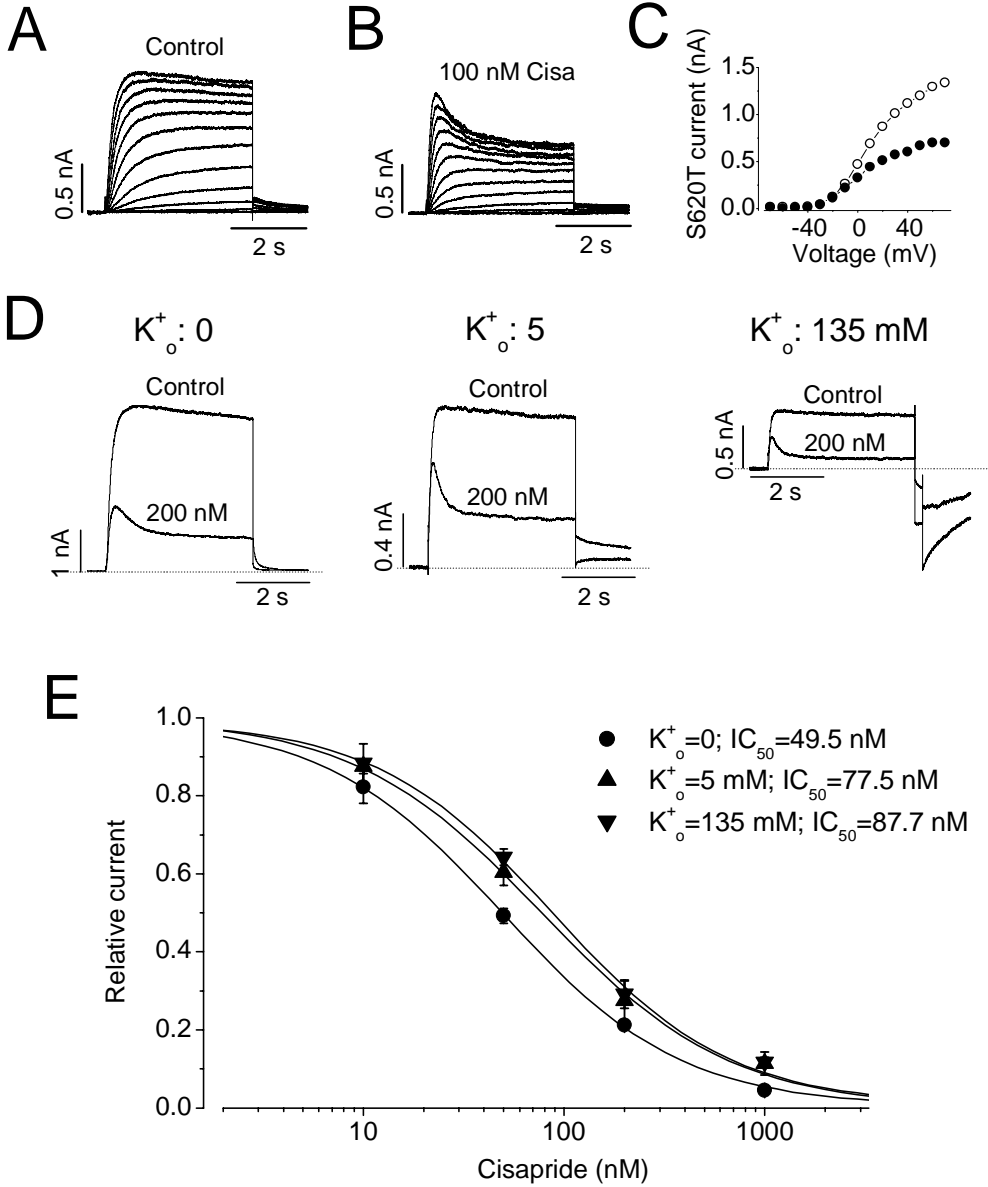 A
Control
0.5 nA
2 s
B
100 nM Cisa
0.5 nA
2 s
C
S620T current (nA)
1.5
1.0
0.5
0.0
-40 0 40
Voltage (mV)
D
K⁺ₒ: 0
Control
200 nM
1 nA
2 s
K⁺ₒ: 5
Control
200 nM
0.4 nA
2 s
K⁺ₒ: 135 mM
Control
200 nM
0.5 nA
2 s
E
Relative current
1.0
0.8
0.6
0.4
0.2
0.0
10 100 1000
Cisapride (nM)
K⁺ₒ=0; IC₅₀=49.5 nM
K⁺ₒ=5 mM; IC₅₀=77.5 nM
K⁺ₒ=135 mM; IC₅₀=87.7 nM